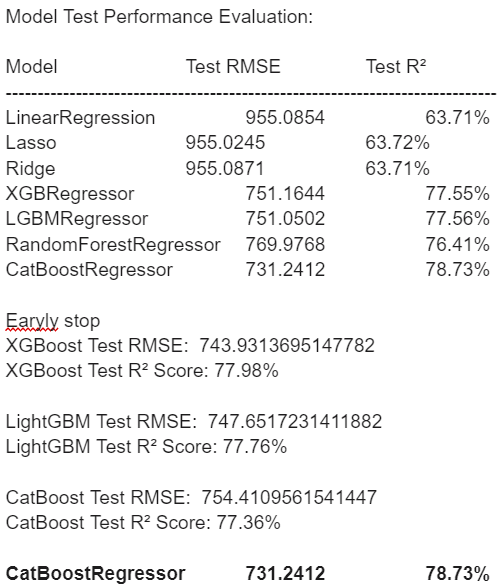 Model Test Performance Evaluation:
Model Test RMSE Test R²
--------------------------------------------------------------------------------
LinearRegression 955.0854 63.71%
Lasso 955.0245 63.72%
Ridge 955.0871 63.71%
XGBRegressor 751.1644 77.55%
LGBMRegressor 751.0502 77.56%
RandomForestRegressor 769.9768 76.41%
CatBoostRegressor 731.2412 78.73%
Earyly stop
XGBoost Test RMSE: 743.9313695147782
XGBoost Test R² Score: 77.98%
LightGBM Test RMSE: 747.6517231411882
LightGBM Test R² Score: 77.76%
CatBoost Test RMSE: 754.4109561541447
CatBoost Test R² Score: 77.36%
CatBoostRegressor 731.2412 78.73%